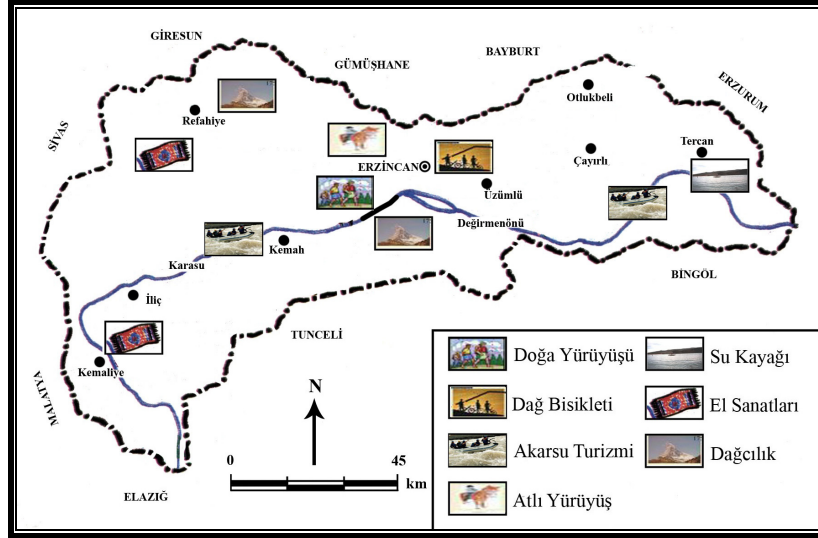 GİRESUN
GÜMÜŞHANE
BAYBURT
ERZURUM
SİVAS
Refahiye
Otlukbeli
Tercan
Çayırlı
ERZİNCAN
Üzümlü
Değirmenönü
Kemah
Karasu
İliç
BİNGÖL
TUNCELİ
Kemaliye
MALATYA
ELAZIĞ
N
0 45
km
Doğa Yürüyüşü
Su Kayağı
Dağ Bisikleti
El Sanatları
Akarsu Turizmi
Dağcılık
Atlı Yürüyüş